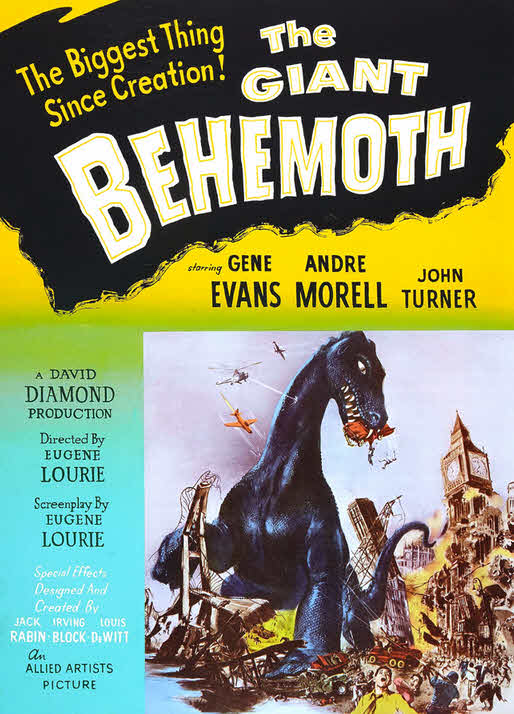 The Biggest Thing
Since Creation!
The
GIANT
BEHEMOTH
starring GENE EVANS
ANDRE MORELL
JOHN TURNER
A DAVID
DIAMOND
PRODUCTION
Directed By
EUGENE
LOURIE
Screenplay By
EUGENE
LOURIE
Special Effects
Designed And
Created By
JACK IRVING LOUIS
RABIN-BLOCK-DeWITT
An
ALLIED ARTISTS
PICTURE